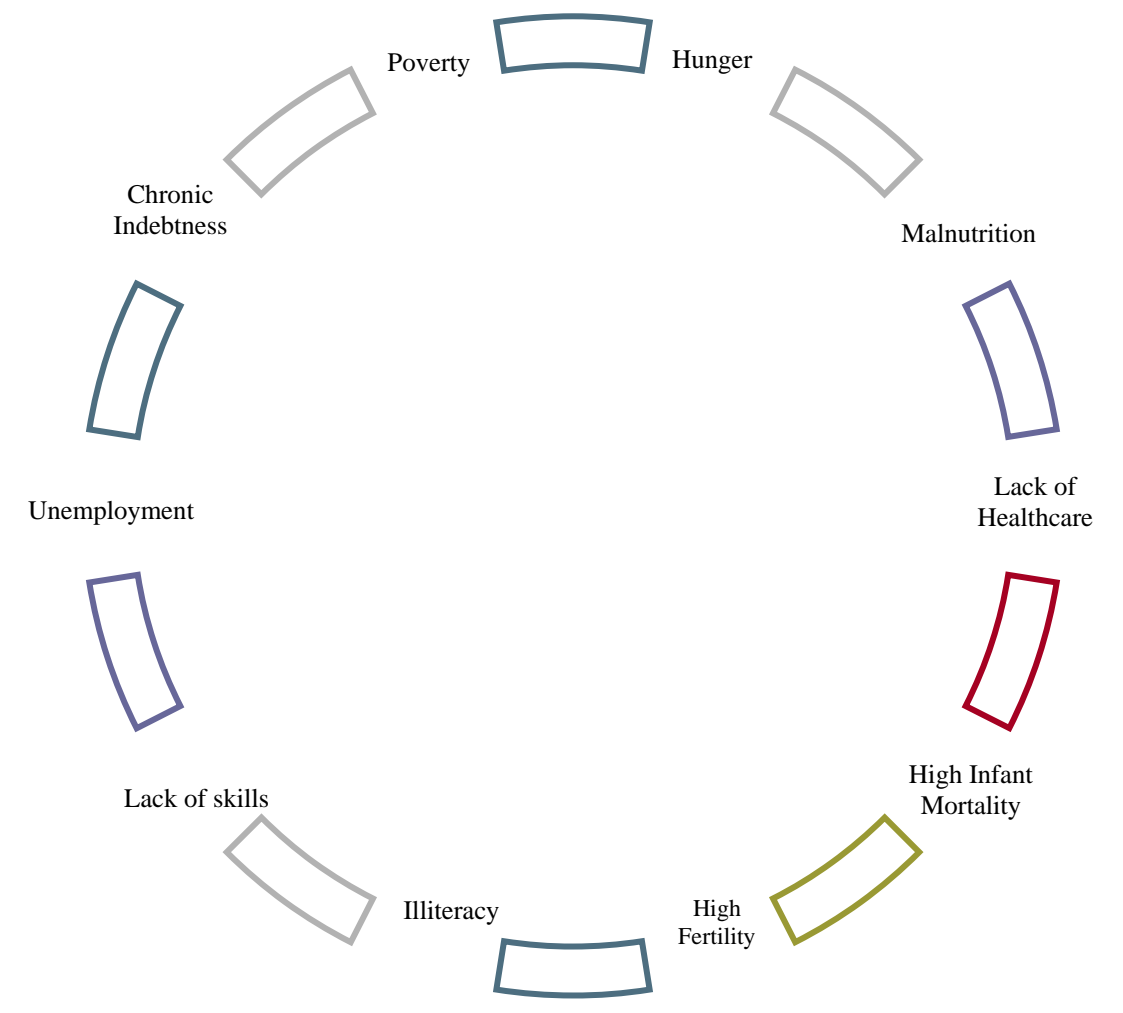 Poverty
Hunger
Malnutrition
Lack of
Healthcare
High Infant
Mortality
High
Fertility
Illiteracy
Lack of skills
Unemployment
Chronic
Indebtness